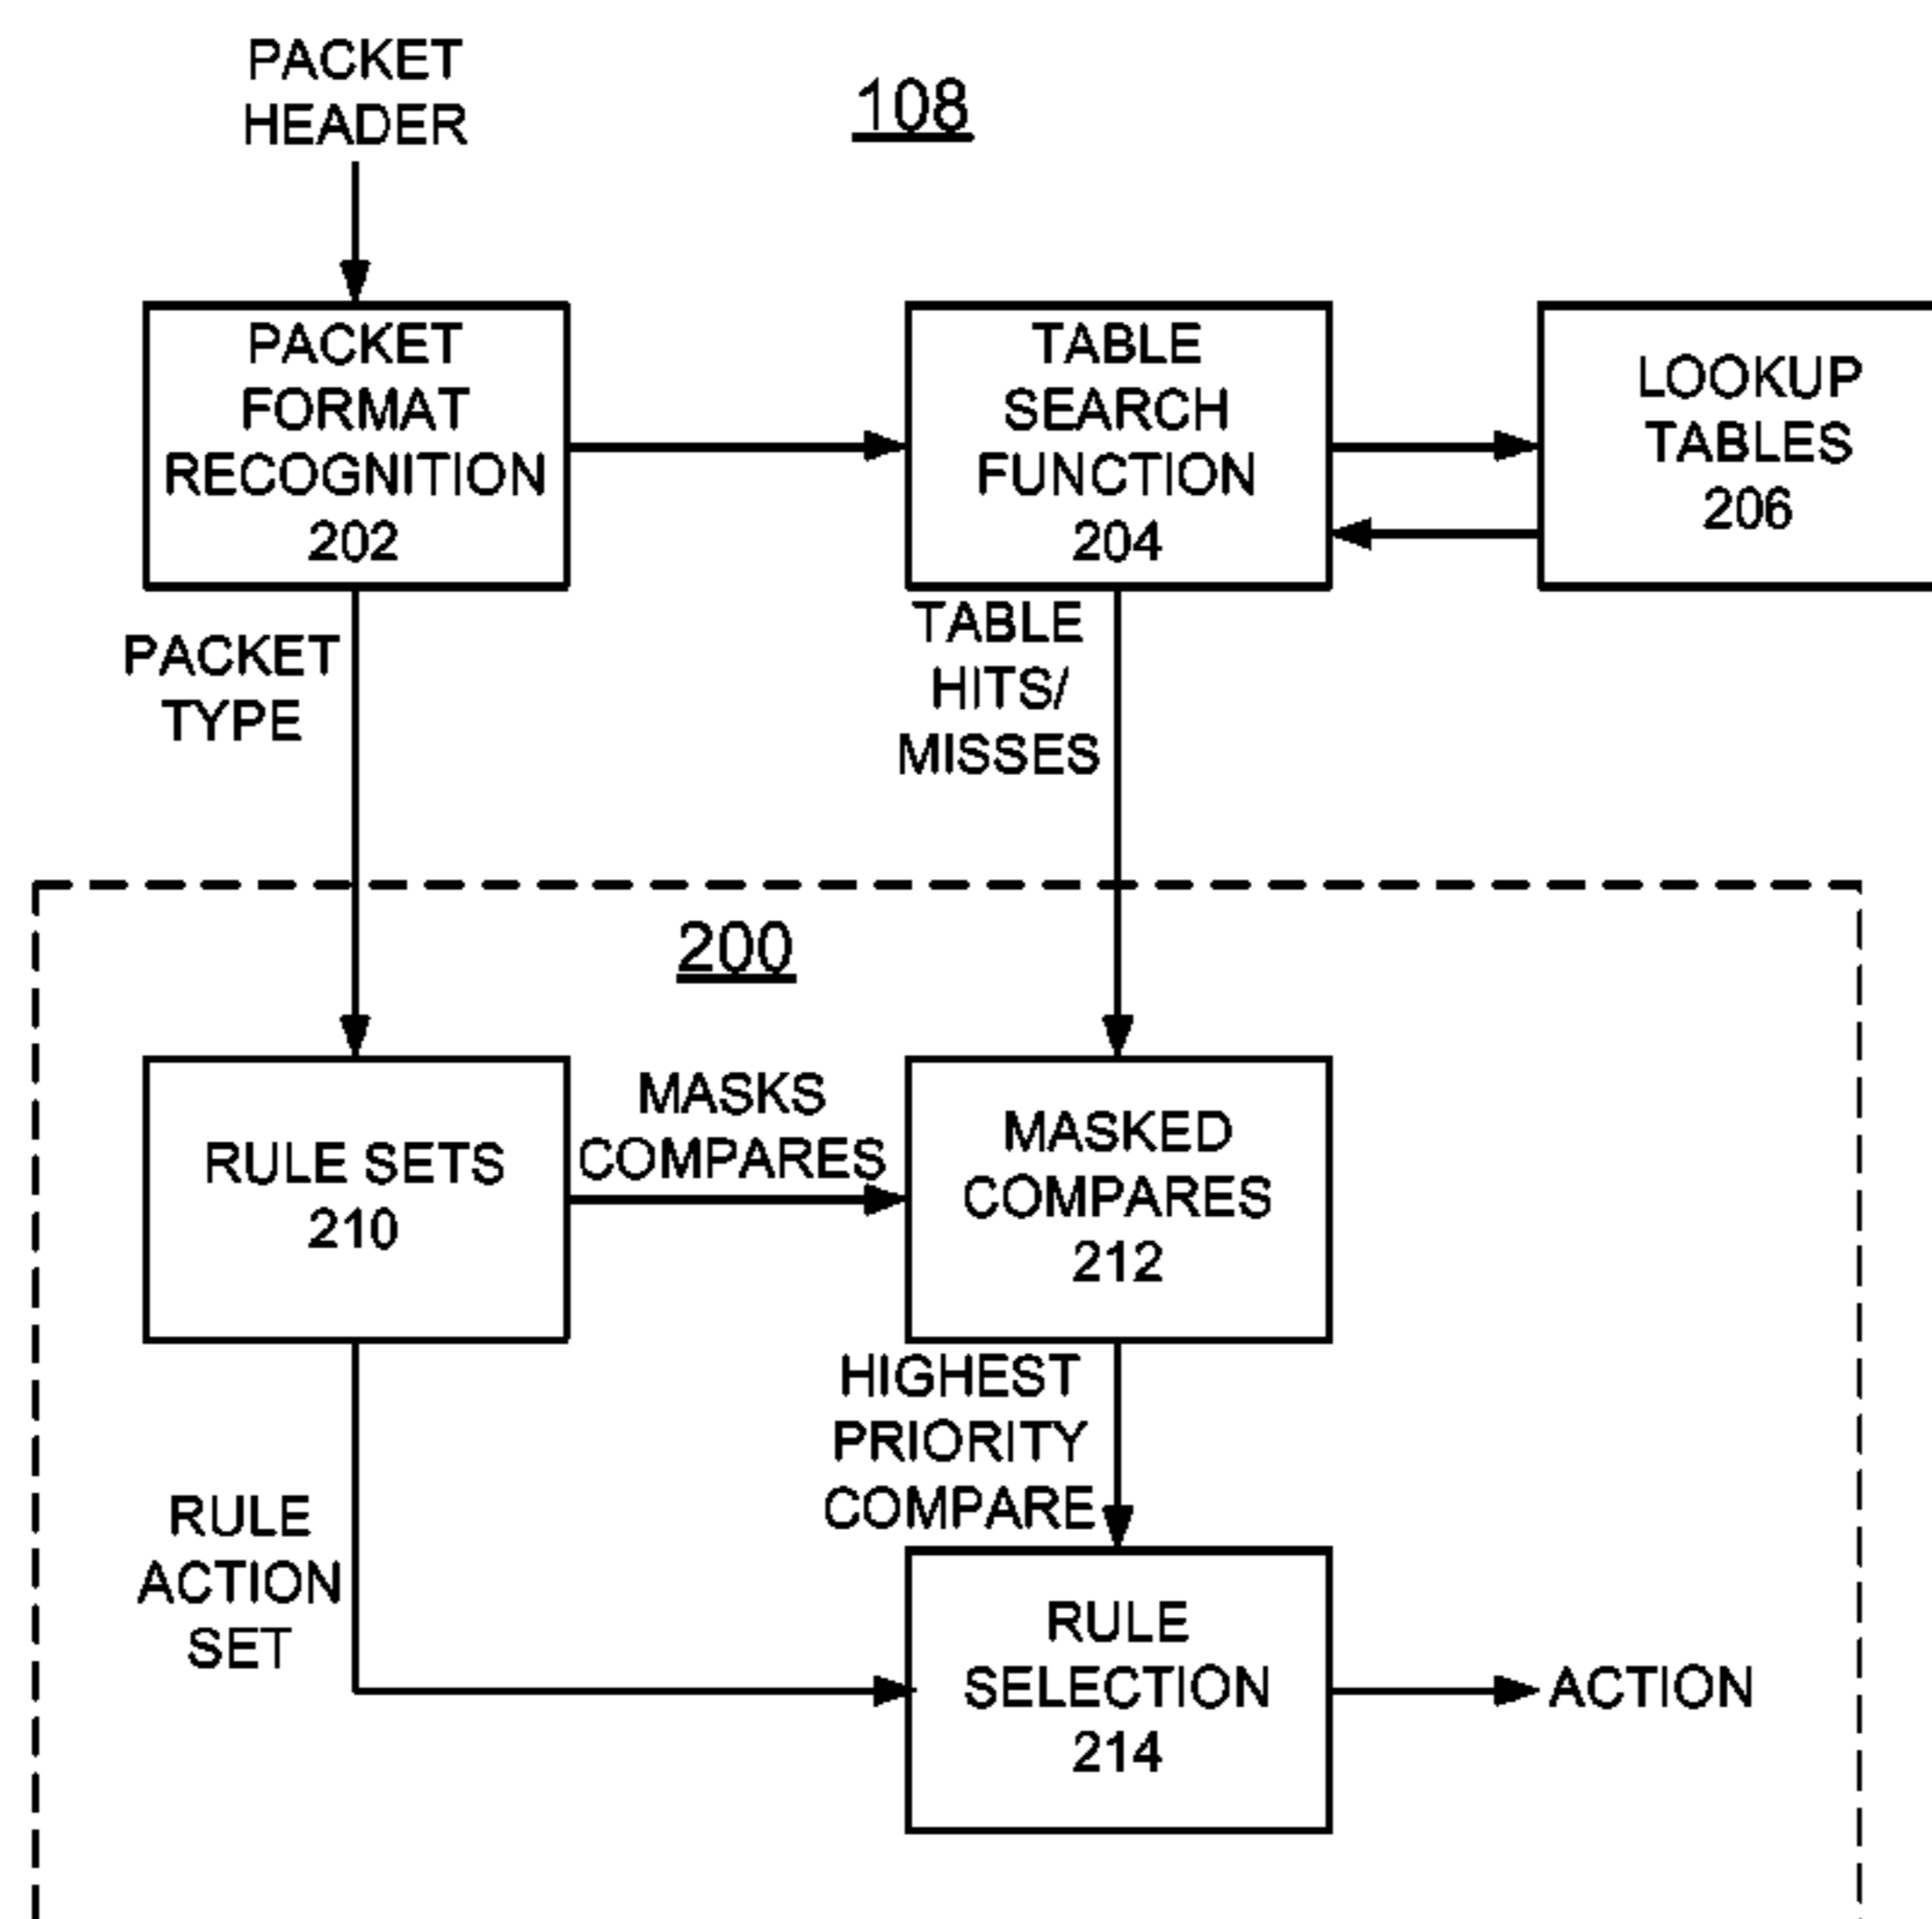 PACKET
HEADER
108
PACKET
FORMAT
RECOGNITION
202
TABLE
SEARCH
FUNCTION
204
LOOKUP
TABLES
206
PACKET
TYPE
TABLE
HITS/
MISSES
200
RULE SETS
210
MASKS
COMPARES
MASKED
COMPARES
212
HIGHEST
PRIORITY
COMPARE
RULE
ACTION
SET
RULE
SELECTION
214
ACTION